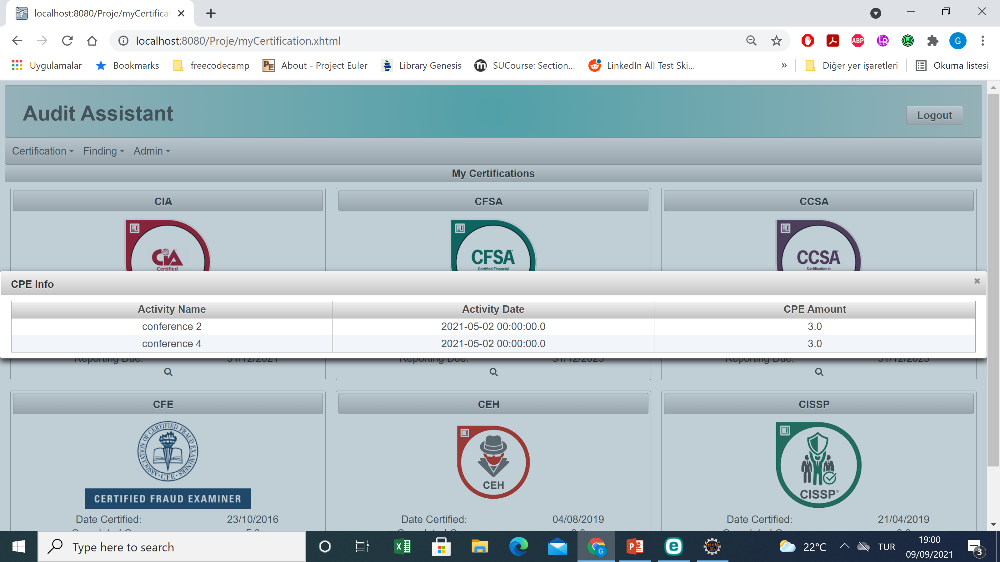 localhost:8080/Proje/myCertificat
localhost:8080/Proje/myCertification.xhtml
ABP
G
Uygulamalar
Bookmarks
freecodecamp
PE
About - Project Euler
Library Genesis
m
SUCourse: Section...
LinkedIn All Test Ski...
»
Diğer yer işaretleri
Okuma listesi
Audit Assistant
Logout
Certification
Finding
Admin
My Certifications
CIA
CFSA
CCSA
CIA
Certified
CFSA
Certified Financial
CCSA
Certification in
CPE Info
Activity Name Activity Date CPE Amount
conference 2 2021-05-02 00:00:00.0 3.0
conference 4 2021-05-02 00:00:00.0 3.0
Reporting Due: 31/12/2021
Reporting Due: 31/12/2023
Reporting Due: 31/12/2023
CFE
CEH
CISSP
ASSOCIATION OF CERTIFIED FRAUD EXAMINERS · CFE ·
CERTIFIED FRAUD EXAMINER
CEH
CISSP®
Date Certified: 23/10/2016
Date Certified: 04/08/2019
Date Certified: 21/04/2019
Type here to search
G
Java EE
IDE
22°C
TUR
19:00
09/09/2021
3